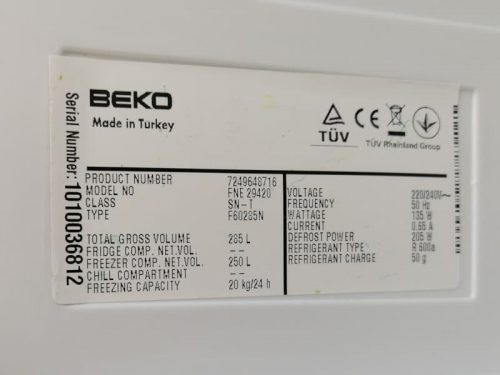 BEKO
Made in Turkey
TÜV
TÜV Rheinland Group
Serial Number: 1010036812
PRODUCT NUMBER 7249648716
MODEL NO FNE 29420
CLASS SN-T
TYPE F60285N
TOTAL GROSS VOLUME 285 L
FRIDGE COMP. NET.VOL. --
FREEZER COMP. NET.VOL. 250 L
CHILL COMPARTMENT --
FREEZING CAPACITY 20 kg/24 h
VOLTAGE 220/240V~
FREQUENCY 50 Hz
WATTAGE 135 W
CURRENT 0.65 A
DEFROST POWER 205 W
REFRIGERANT TYPE R 600a
REFRIGERANT CHARGE 50 g